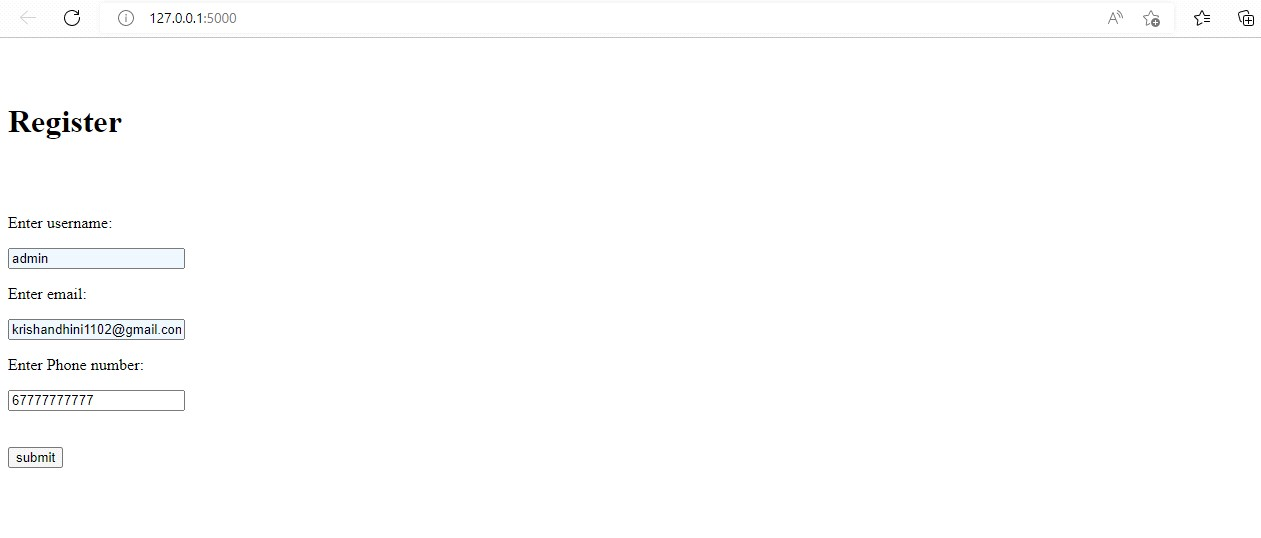 127.0.0.1:5000
Register
Enter username:
admin
Enter email:
krishandhini1102@gmail.con
Enter Phone number:
67777777777
submit